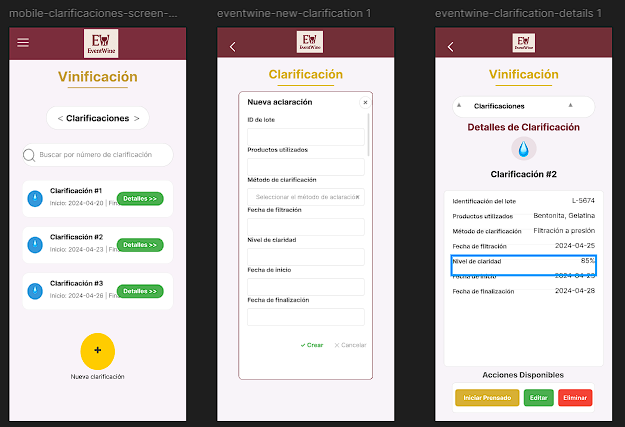 mobile-clarificaciones-screen-...
EW
EventWine
Vinificación
< Clarificaciones >
Buscar por número de clarificación
Clarificación #1
Inicio: 2024-04-20 | Fin
Detalles >>
Clarificación #2
Inicio: 2024-04-23 | Fin
Detalles >>
Clarificación #3
Inicio: 2024-04-26 | Fin
Detalles >>
+
Nueva clarificación
eventwine-new-clarification 1
EW
EventWine
Clarificación
Nueva aclaración
ID de lote
Productos utilizados
Método de clarificación
Seleccionar el método de aclaración
Fecha de filtración
Nivel de claridad
Fecha de inicio
Fecha de finalización
✓ Crear × Cancelar
eventwine-clarification-details 1
EW
EventWine
Vinificación
Clarificaciones
Detalles de Clarificación
Clarificación #2
Identificación del lote L-5674
Productos utilizados Bentonita, Gelatina
Método de clarificación Filtración a presión
Fecha de filtración 2024-04-25
Nivel de claridad 85%
Fecha de inicio 2024-04-23
Fecha de finalización 2024-04-28
Acciones Disponibles
Iniciar Prensado Editar Eliminar